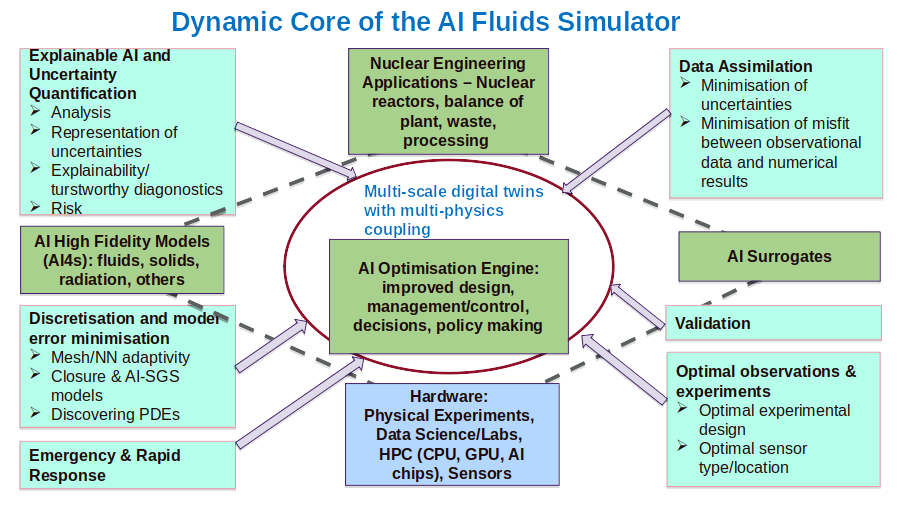 Dynamic Core of the AI Fluids Simulator
Explainable AI and
Uncertainty
Quantification
Analysis
Representation of
uncertainties
Explainability/
turstworthy diagonostics
Risk
Nuclear Engineering
Applications – Nuclear
reactors, balance of
plant, waste,
processing
Data Assimilation
Minimisation of
uncertainties
Minimisation of misfit
between observational
data and numerical
results
Multi-scale digital twins
with multi-physics
coupling
AI High Fidelity Models
(AI4s): fluids, solids,
radiation, others
AI Optimisation Engine:
improved design,
management/control,
decisions, policy making
AI Surrogates
Discretisation and model
error minimisation
Mesh/NN adaptivity
Closure & AI-SGS
models
Discovering PDEs
Validation
Optimal observations &
experiments
Optimal experimental
design
Optimal sensor
type/location
Hardware:
Physical Experiments,
Data Science/Labs,
HPC (CPU, GPU, AI
chips), Sensors
Emergency & Rapid
Response